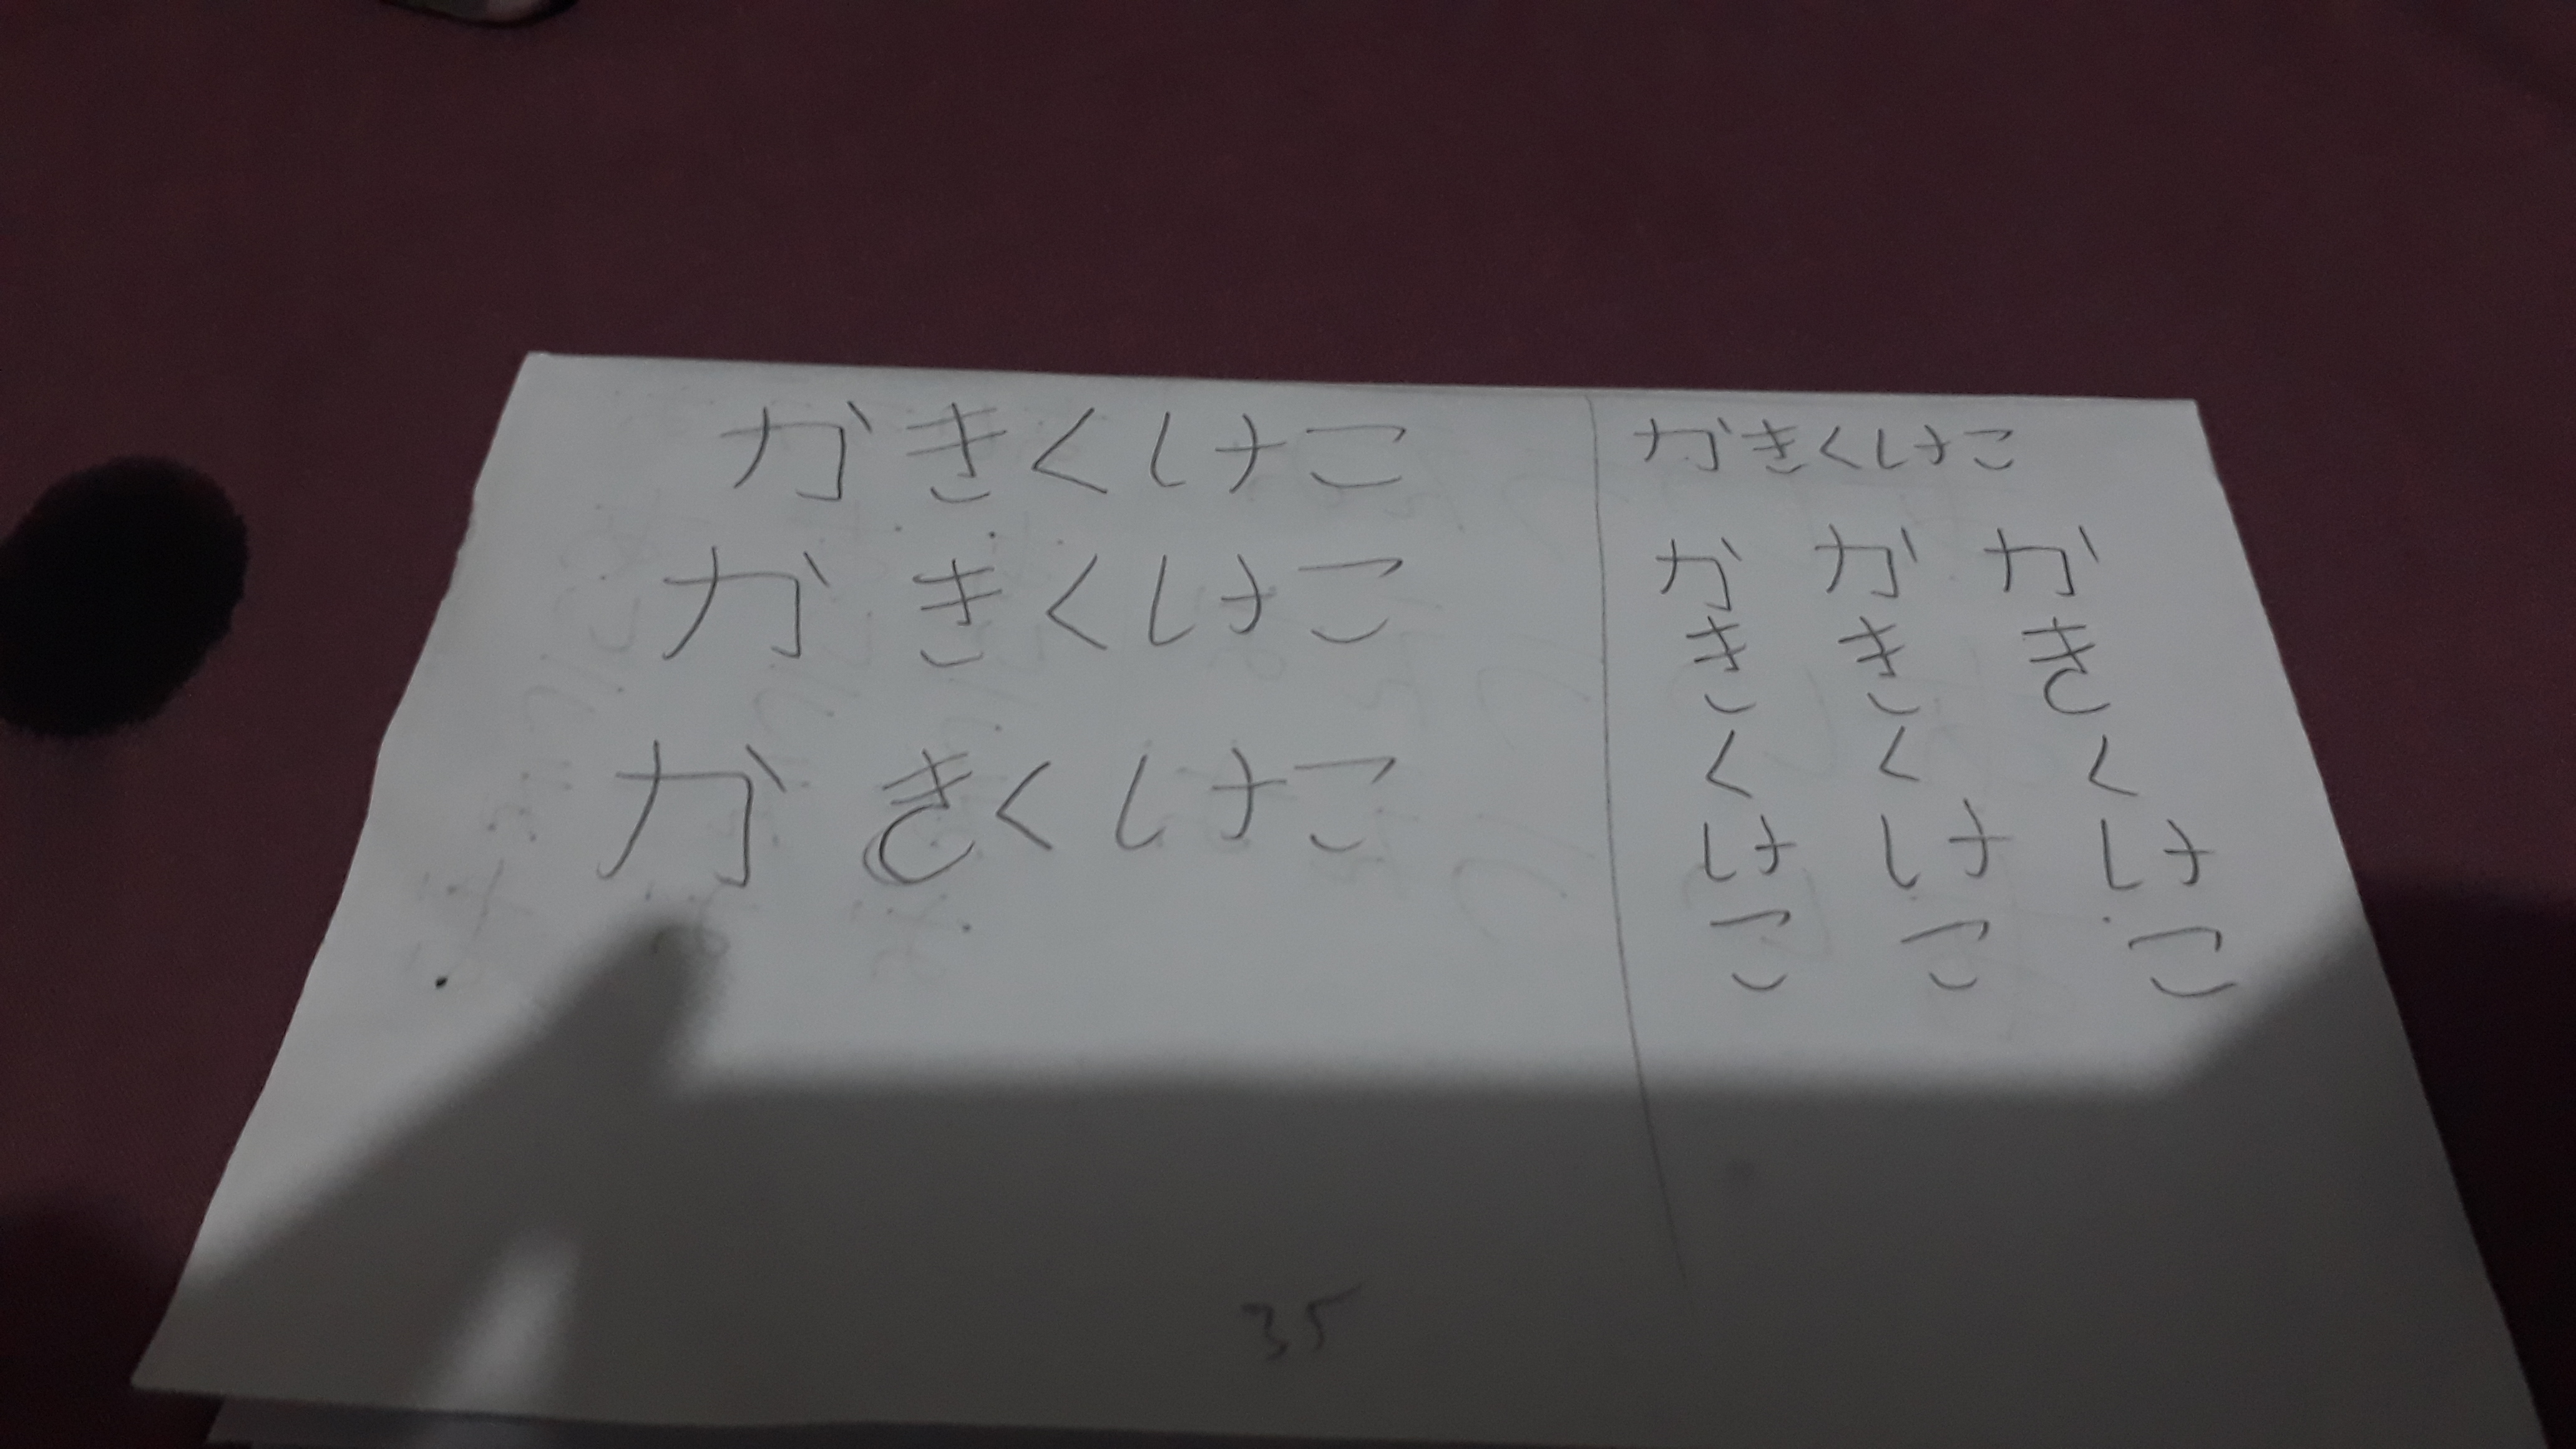 かきくけこ
かきくけこ
かきくけこ
かきくけこ
か か か
き き き
く く く
け け け
こ こ こ
35